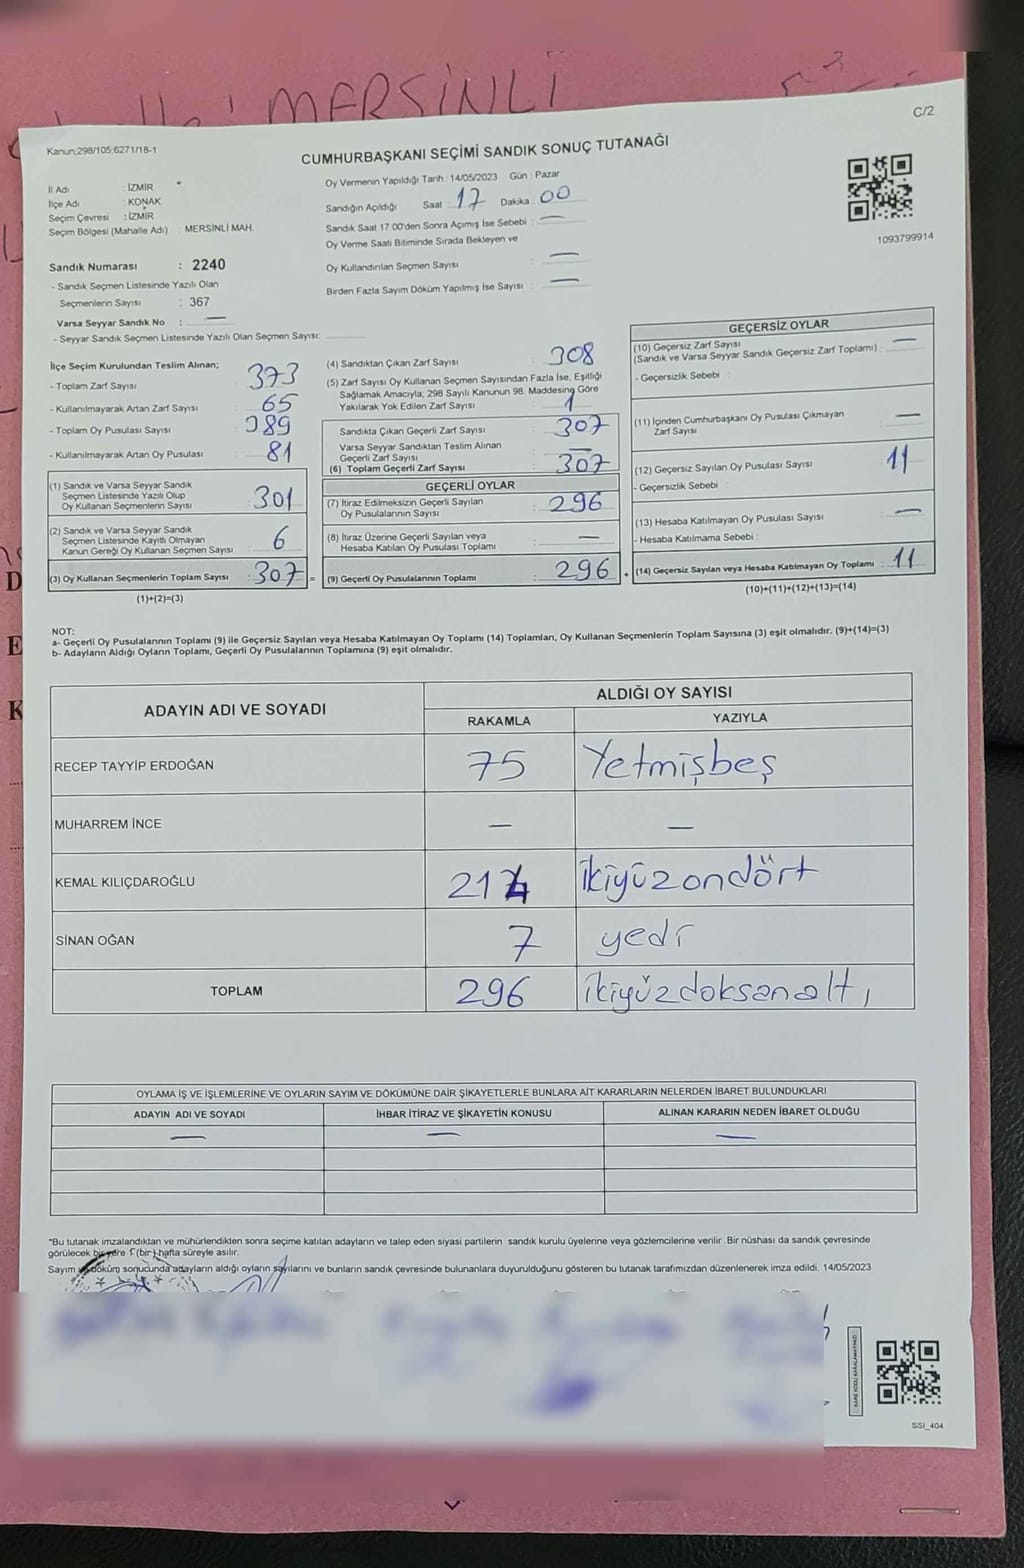 MERSİNLİ
C/2
Kanun;298/105;6271/18-1
CUMHURBAŞKANI SEÇİMİ SANDIK SONUÇ TUTANAĞI
İl Adı : İZMİR
İlçe Adı : KONAK
Seçim Çevresi : İZMİR
Seçim Bölgesi (Mahalle Adı) : MERSİNLİ MAH.
Oy Vermenin Yapıldığı Tarih : 14/05/2023 Gün : Pazar
Sandığın Açıldığı Saat : 17 Dakika : 00
Sandık Saat 17:00'den Sonra Açımış İse Sebebi : —
Oy Verme Saati Bitiminde Sırada Bekleyen ve
Oy Kullandırılan Seçmen Sayısı : —
Birden Fazla Sayım Döküm Yapılmış İse Sayısı : —
1093799914
Sandık Numarası : 2240
- Sandık Seçmen Listesinde Yazılı Olan
Seçmenlerin Sayısı : 367
Varsa Seyyar Sandık No : —
- Seyyar Sandık Seçmen Listesinde Yazılı Olan Seçmen Sayısı:
İlçe Seçim Kurulundan Teslim Alınan;
- Toplam Zarf Sayısı : 373
- Kullanılmayarak Artan Zarf Sayısı : 65
- Toplam Oy Pusulası Sayısı : 389
- Kullanılmayarak Artan Oy Pusulası : 81
(1) Sandık ve Varsa Seyyar Sandık
Seçmen Listesinde Yazılı Olup
Oy Kullanan Seçmenlerin Sayısı : 301
(2) Sandık ve Varsa Seyyar Sandık
Seçmen Listesinde Kayıtlı Olmayan
Kanun Gereği Oy Kullanan Seçmen Sayısı : 6
(3) Oy Kullanan Seçmenlerin Toplam Sayısı : 307 =
(1)+(2)=(3)
(4) Sandıktan Çıkan Zarf Sayısı : 308
(5) Zarf Sayısı Oy Kullanan Seçmen Sayısından Fazla İse, Eşitliği
Sağlamak Amacıyla; 298 Sayılı Kanunun 98. Maddesine Göre
Yakılarak Yok Edilen Zarf Sayısı : 1
Sandıkta Çıkan Geçerli Zarf Sayısı : 307
Varsa Seyyar Sandıktan Teslim Alınan
Geçerli Zarf Sayısı : —
(6) Toplam Geçerli Zarf Sayısı : 307
GEÇERLİ OYLAR
(7) İtiraz Edilmeksizin Geçerli Sayılan
Oy Pusulalarının Sayısı : 296
(8) İtiraz Üzerine Geçerli Sayılan veya
Hesaba Katılan Oy Pusulası Toplamı : —
(9) Geçerli Oy Pusulalarının Toplamı : 296 +
GEÇERSİZ OYLAR
(10) Geçersiz Zarf Sayısı
(Sandık ve Varsa Seyyar Sandık Geçersiz Zarf Toplamı) : —
- Geçersizlik Sebebi :
(11) İçinden Cumhurbaşkanı Oy Pusulası Çıkmayan
Zarf Sayısı : —
(12) Geçersiz Sayılan Oy Pusulası Sayısı : 11
- Geçersizlik Sebebi :
(13) Hesaba Katılmayan Oy Pusulası Sayısı : —
- Hesaba Katılmama Sebebi :
(14) Geçersiz Sayılan veya Hesaba Katılmayan Oy Toplamı : 11
(10)+(11)+(12)+(13)=(14)
NOT:
a- Geçerli Oy Pusulalarının Toplamı (9) ile Geçersiz Sayılan veya Hesaba Katılmayan Oy Toplamı (14) Toplamları, Oy Kullanan Seçmenlerin Toplam Sayısına (3) eşit olmalıdır. (9)+(14)=(3)
b- Adayların Aldığı Oyların Toplamı, Geçerli Oy Pusulalarının Toplamına (9) eşit olmalıdır.
ADAYIN ADI VE SOYADI
ALDIĞI OY SAYISI
RAKAMLA YAZIYLA
RECEP TAYYİP ERDOĞAN 75 Yetmişbeş
MUHARREM İNCE — —
KEMAL KILIÇDAROĞLU 214 ikiyüzondört
SİNAN OĞAN 7 yedi
TOPLAM 296 ikiyüzdoksanaltı
OYLAMA İŞ VE İŞLEMLERİNE VE OYLARIN SAYIM VE DÖKÜMÜNE DAİR ŞİKAYETLERLE BUNLARA AİT KARARLARIN NELERDEN İBARET BULUNDUKLARI
ADAYIN ADI VE SOYADI İHBAR İTİRAZ VE ŞİKAYETİN KONUSU ALINAN KARARIN NEDEN İBARET OLDUĞU
— — —
*Bu tutanak imzalandıktan ve mühürlendikten sonra seçime katılan adayların ve talep eden siyasi partilerin sandık kurulu üyelerine veya gözlemcilerine verilir. Bir nüshası da sandık çevresinde
görülecek bir yere 1 (bir) hafta süreyle asılır.
Sayım ve döküm sonucunda adayların aldığı oyların sayılarını ve bunların sandık çevresinde bulunanlara duyurulduğunu gösteren bu tutanak tarafımızdan düzenlenerek imza edildi. 14/05/2023
KARE KODU KARALAMAYINIZ!
SSI_404
D
E
K